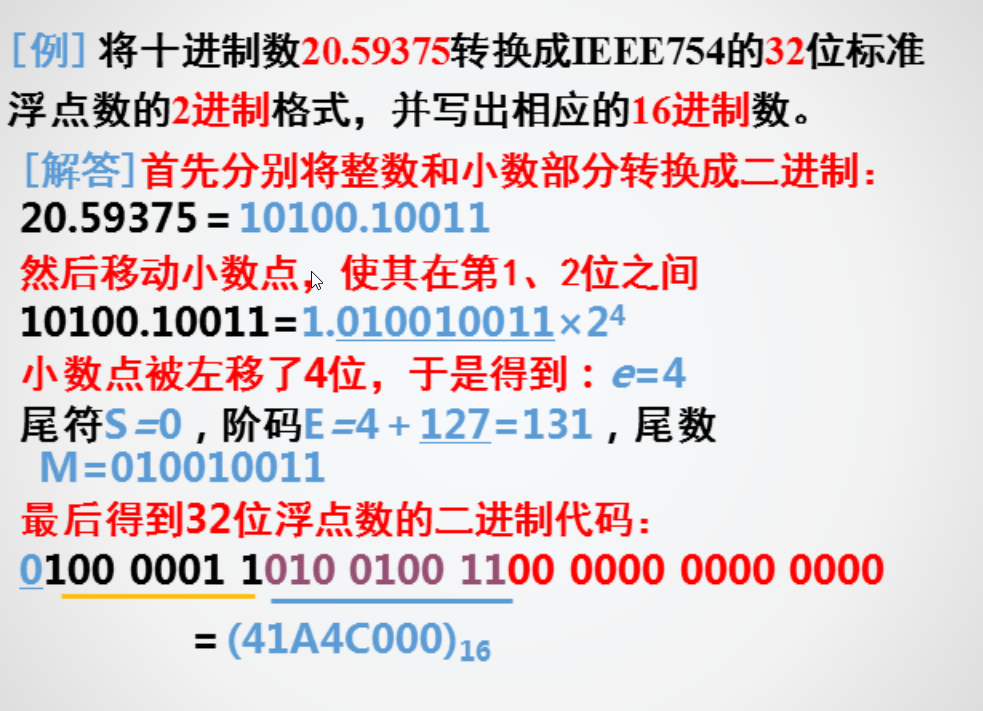 [例] 将十进制数20.59375转换成IEEE754的32位标准
浮点数的2进制格式，并写出相应的16进制数。
[解答]首先分别将整数和小数部分转换成二进制：
20.59375 = 10100.10011
然后移动小数点，使其在第1、2位之间
10100.10011=1.010010011×2⁴
小数点被左移了4位，于是得到：e=4
尾符S=0，阶码E=4+127=131，尾数
M=010010011
最后得到32位浮点数的二进制代码：
0100 0001 1010 0100 1100 0000 0000 0000
= (41A4C000)₁₆